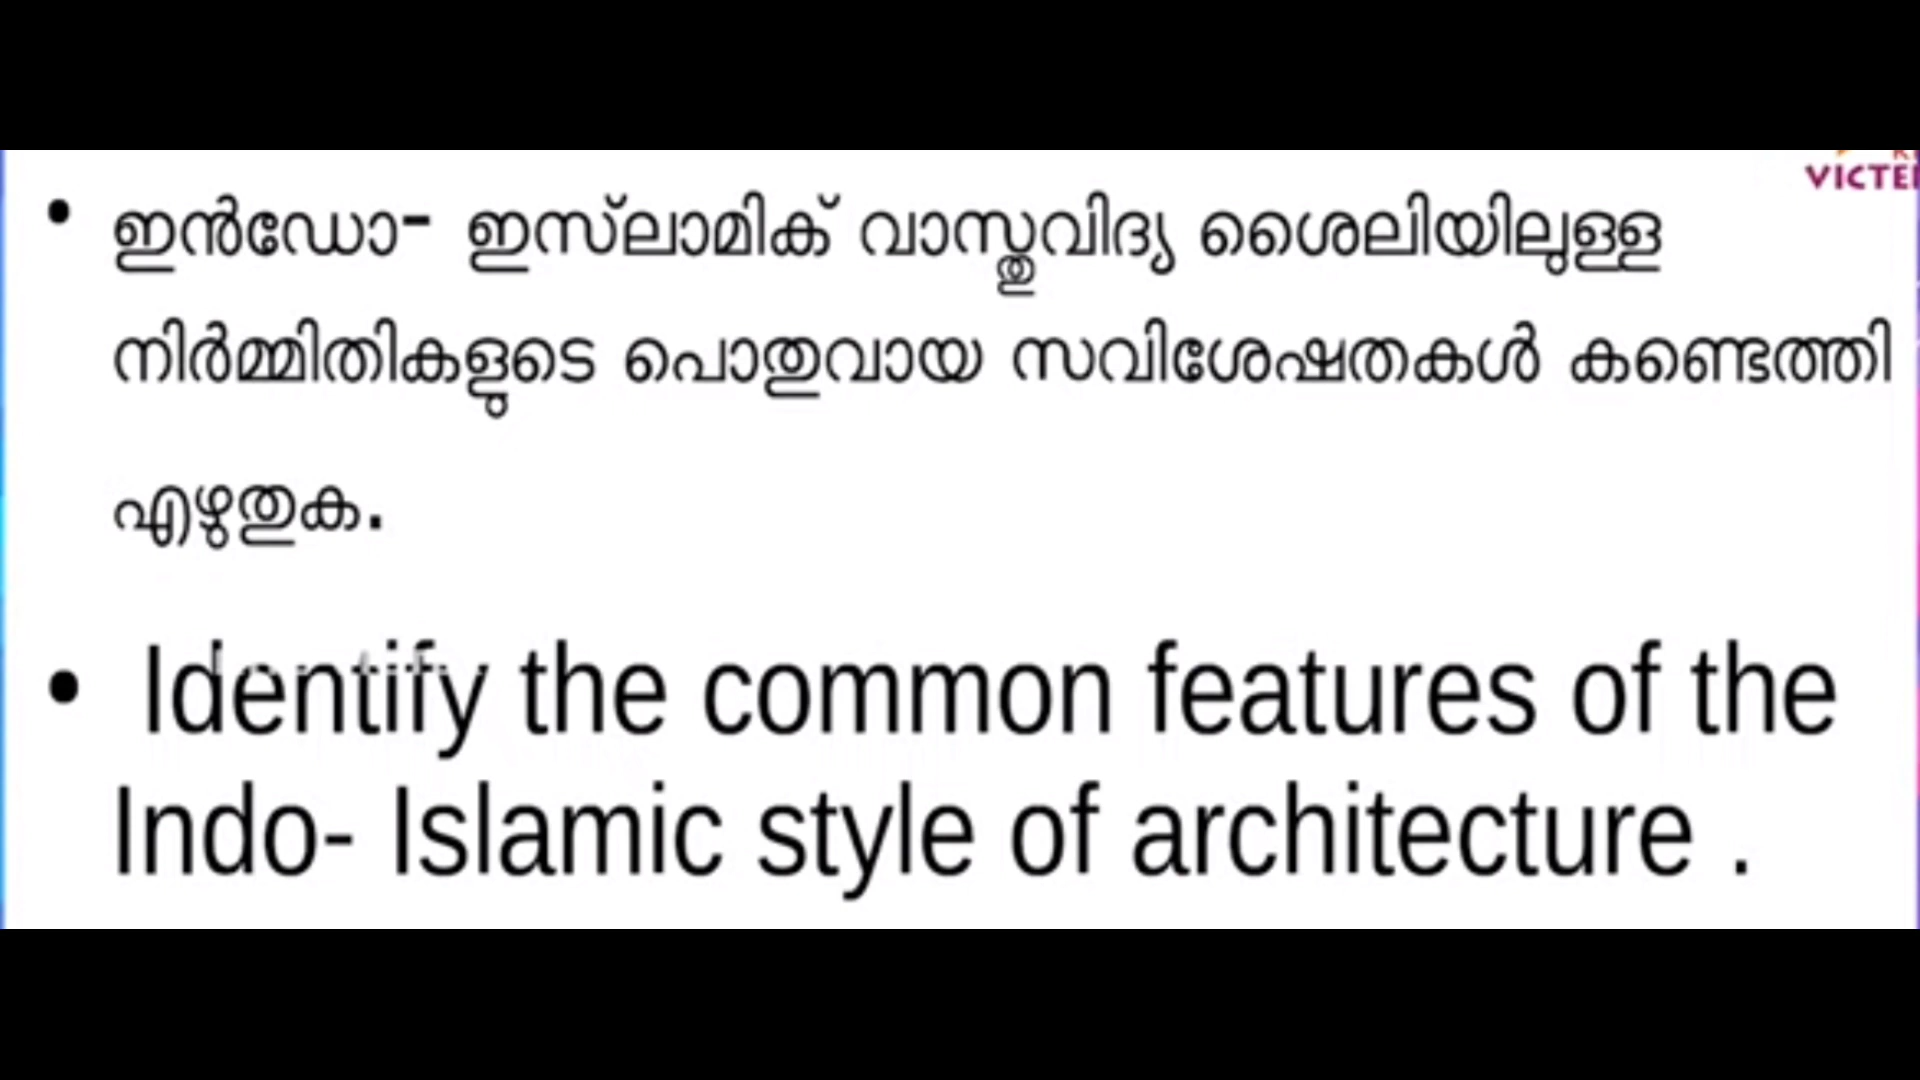 VICTE
• ഇൻഡോ- ഇസ്‌ലാമിക് വാസ്തുവിദ്യ ശൈലിയിലുള്ള
നിർമ്മിതികളുടെ പൊതുവായ സവിശേഷതകൾ കണ്ടെത്തി
എഴുതുക.
• Identify the common features of the
Indo- Islamic style of architecture .